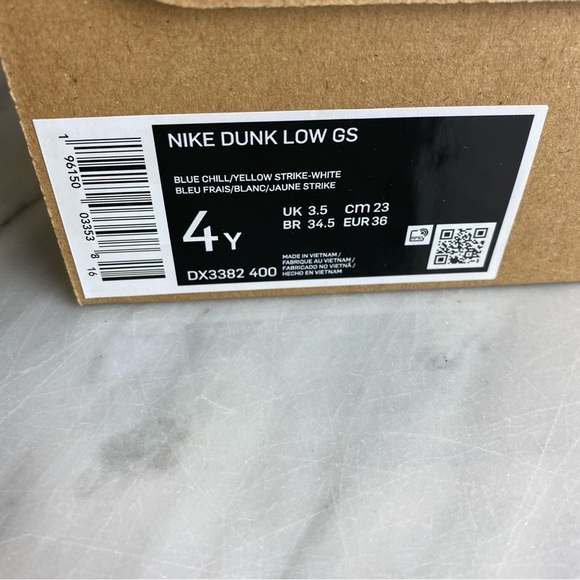 NIKE DUNK LOW GS
BLUE CHILL/YELLOW STRIKE-WHITE
BLEU FRAIS/BLANC/JAUNE STRIKE
4Y
UK 3.5 cm 23
BR 34.5 EUR 36
DX3382 400
MADE IN VIETNAM /
FABRIQUE AU VIETNAM /
FABRICADO NO VIETNÃ /
HECHO EN VIETNAM
1 96150 03353 8 16